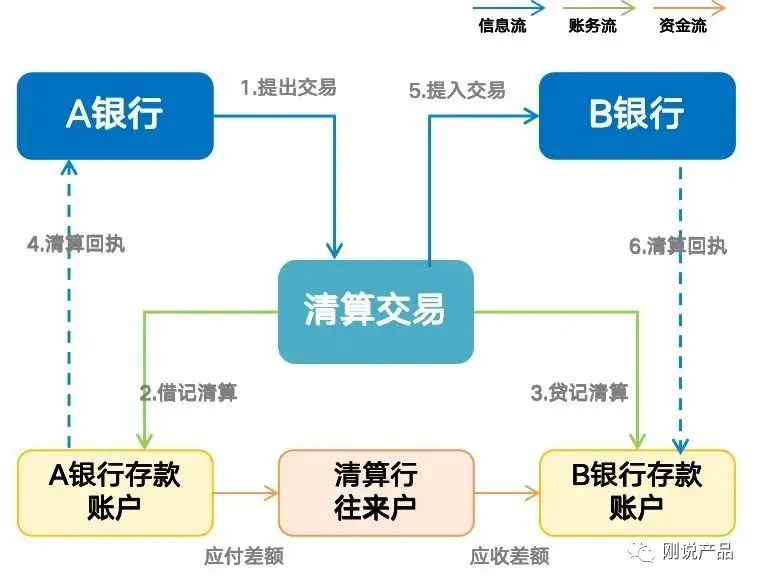 信息流 账务流 资金流
A银行
1.提出交易
5.提入交易
B银行
4.清算回执
6.清算回执
清算交易
2.借记清算
3.贷记清算
A银行存款
账户
清算行
往来户
B银行存款
账户
应付差额
应收差额
刚说产品